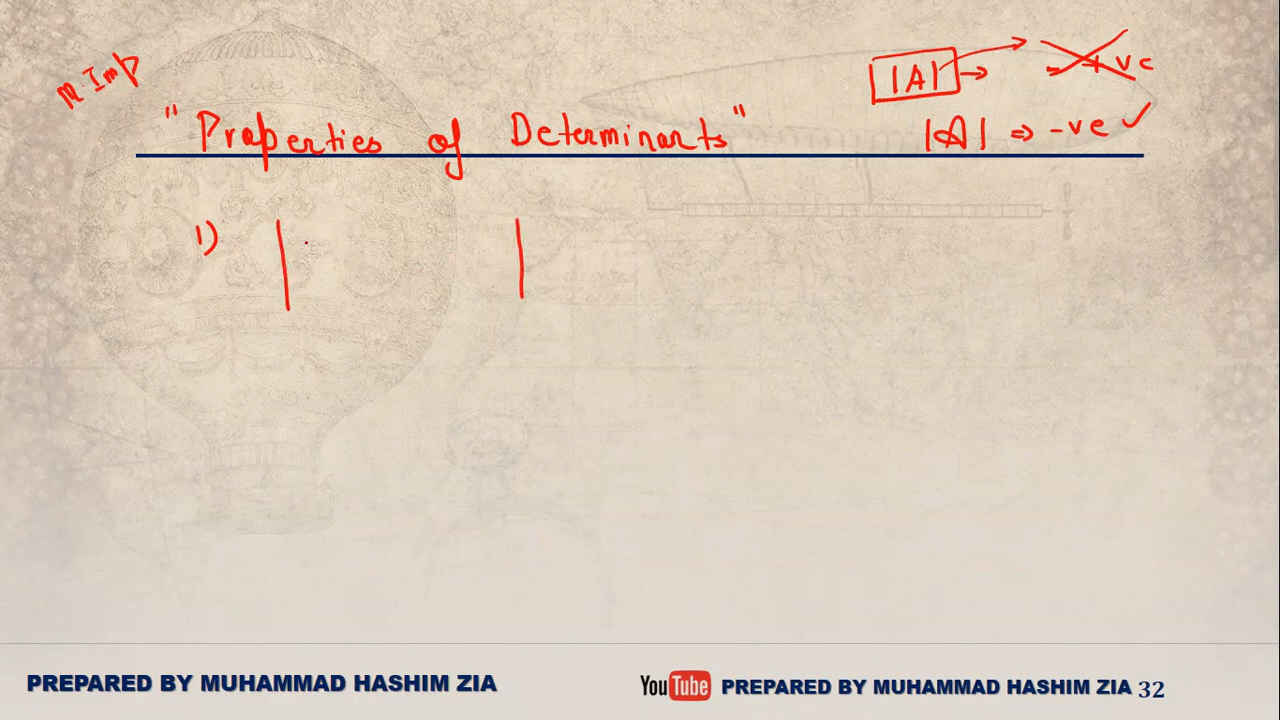 M. Imp
|A| → - +ve
"Properties of Determinants"
|A| ⇒ -ve ✓
1) | |
PREPARED BY MUHAMMAD HASHIM ZIA
YouTube PREPARED BY MUHAMMAD HASHIM ZIA 32